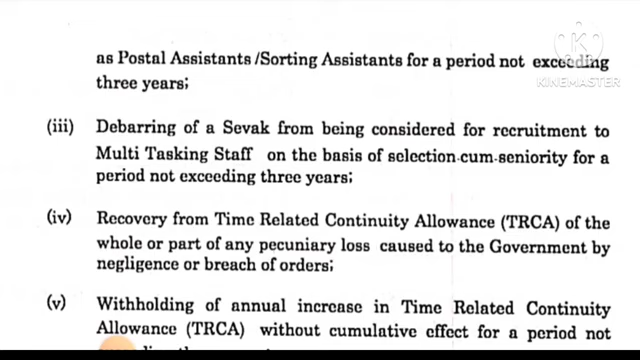 K
KINEMASTER
as Postal Assistants/Sorting Assistants for a period not exceeding
three years;
(iii) Debarring of a Sevak from being considered for recruitment to
Multi Tasking Staff on the basis of selection-cum-seniority for a
period not exceeding three years;
(iv) Recovery from Time Related Continuity Allowance (TRCA) of the
whole or part of any pecuniary loss caused to the Government by
negligence or breach of orders;
(v) Withholding of annual increase in Time Related Continuity
Allowance (TRCA) without cumulative effect for a period not